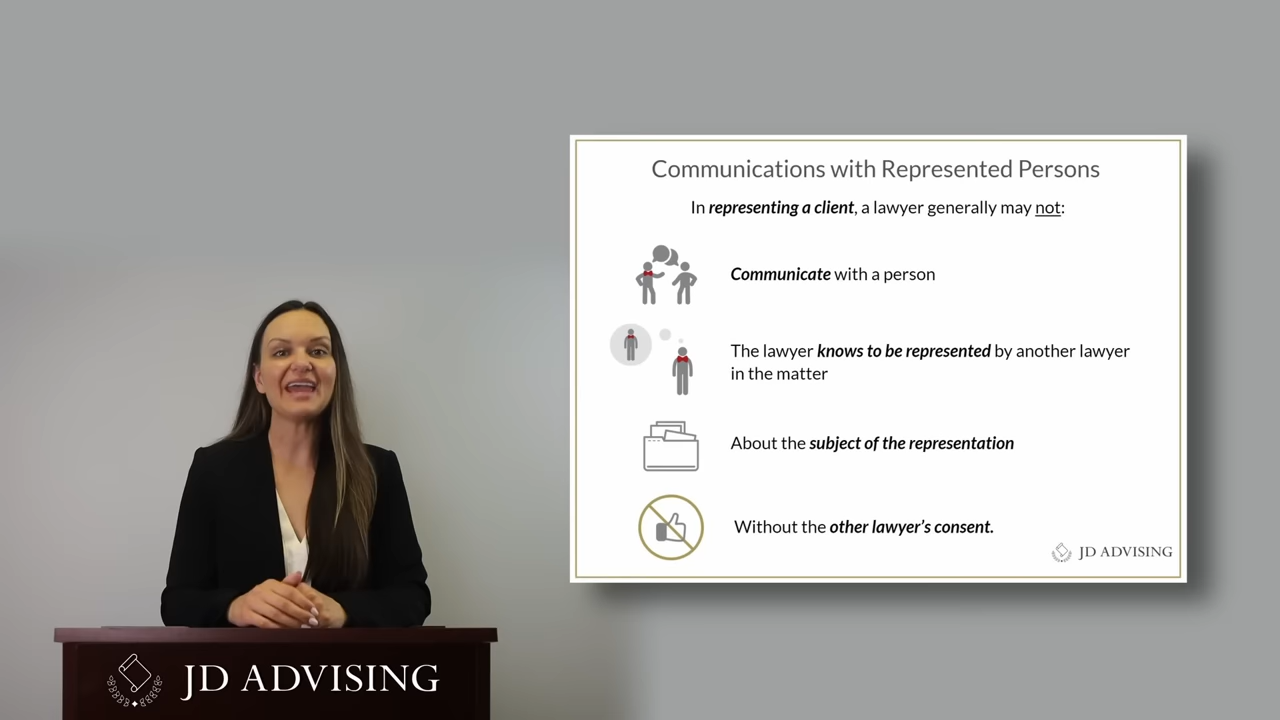 Communications with Represented Persons
In representing a client, a lawyer generally may not:
Communicate with a person
The lawyer knows to be represented by another lawyer
in the matter
About the subject of the representation
Without the other lawyer's consent.
JD ADVISING
JD ADVISING